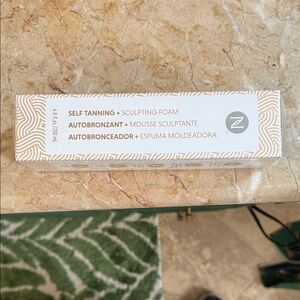 SELF TANNING + SCULPTING FOAM
AUTOBRONZANT + MOUSSE SCULPTANTE
AUTOBRONCEADOR + ESPUMA MOLDEADORA